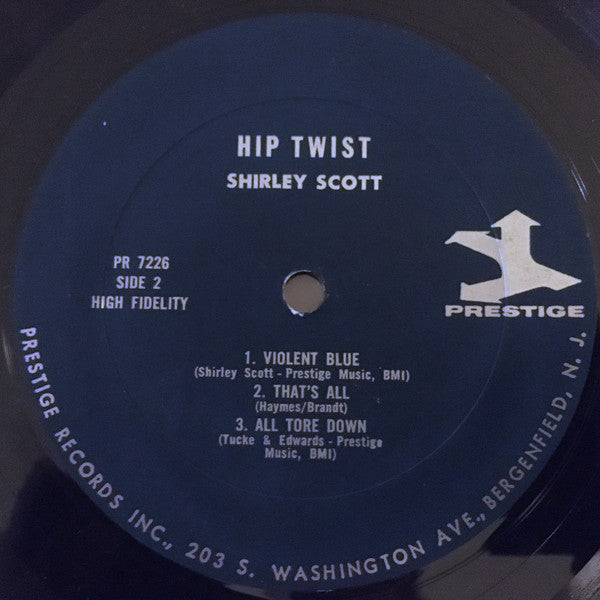 HIP TWIST
SHIRLEY SCOTT
PR 7226
SIDE 2
HIGH FIDELITY
PRESTIGE
1. VIOLENT BLUE
(Shirley Scott - Prestige Music, BMI)
2. THAT'S ALL
(Haymes/Brandt)
3. ALL TORE DOWN
(Tucke & Edwards - Prestige
Music, BMI)
PRESTIGE RECORDS INC., 203 S. WASHINGTON AVE., BERGENFIELD, N. J.